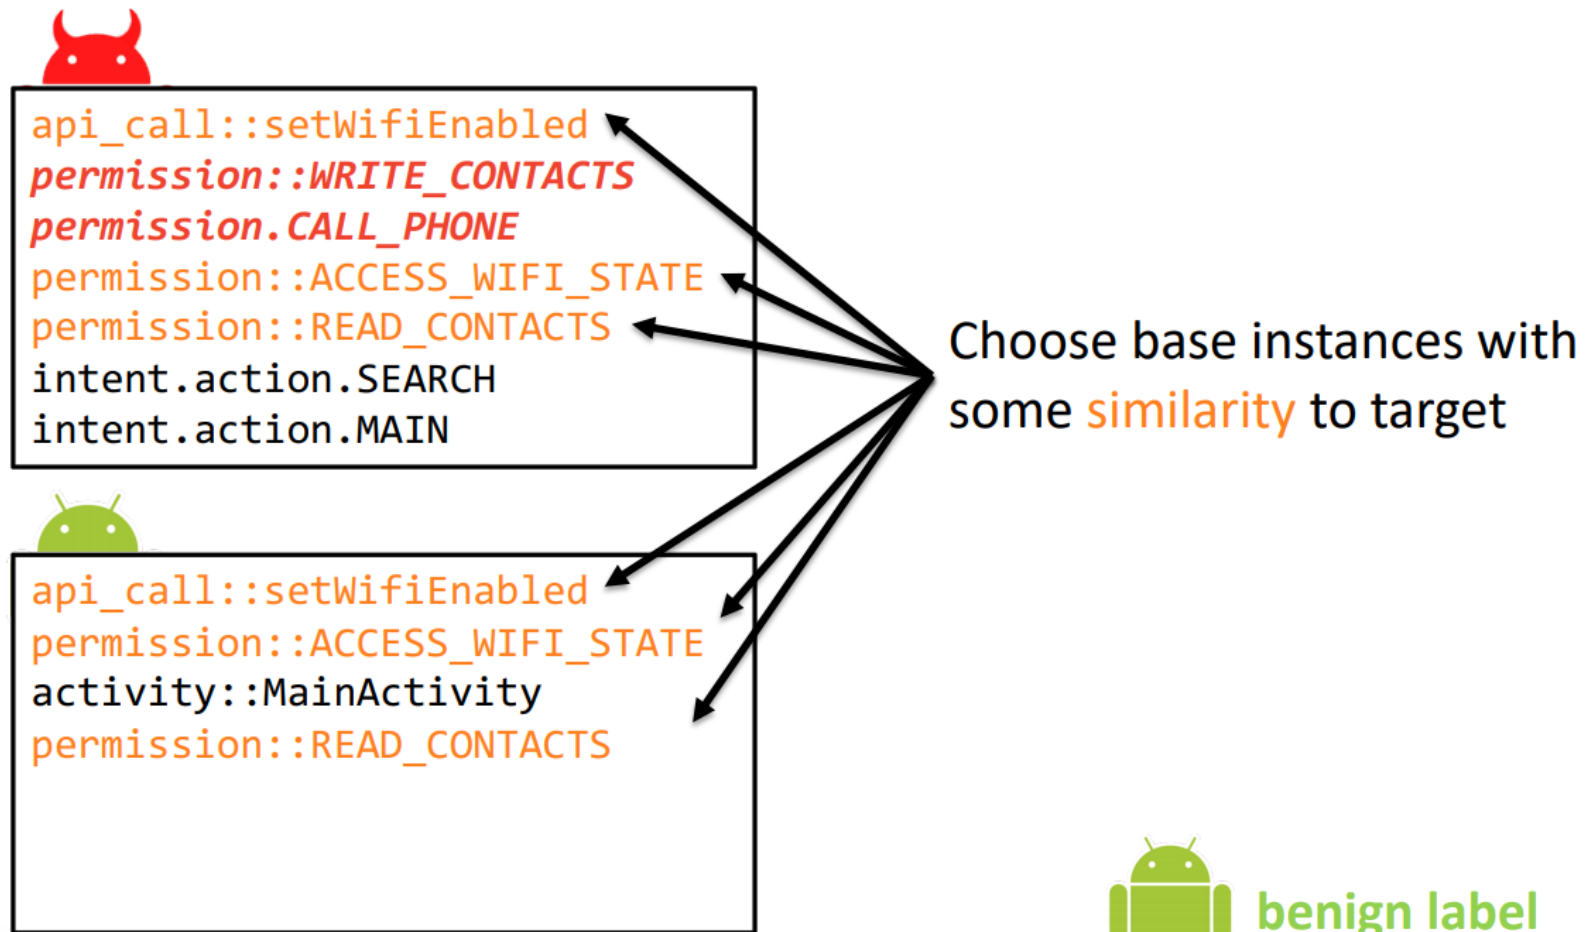 api_call::setWifiEnabled
permission::WRITE_CONTACTS
permission.CALL_PHONE
permission::ACCESS_WIFI_STATE
permission::READ_CONTACTS
intent.action.SEARCH
intent.action.MAIN
Choose base instances with
some similarity to target
api_call::setWifiEnabled
permission::ACCESS_WIFI_STATE
activity::MainActivity
permission::READ_CONTACTS
benign label